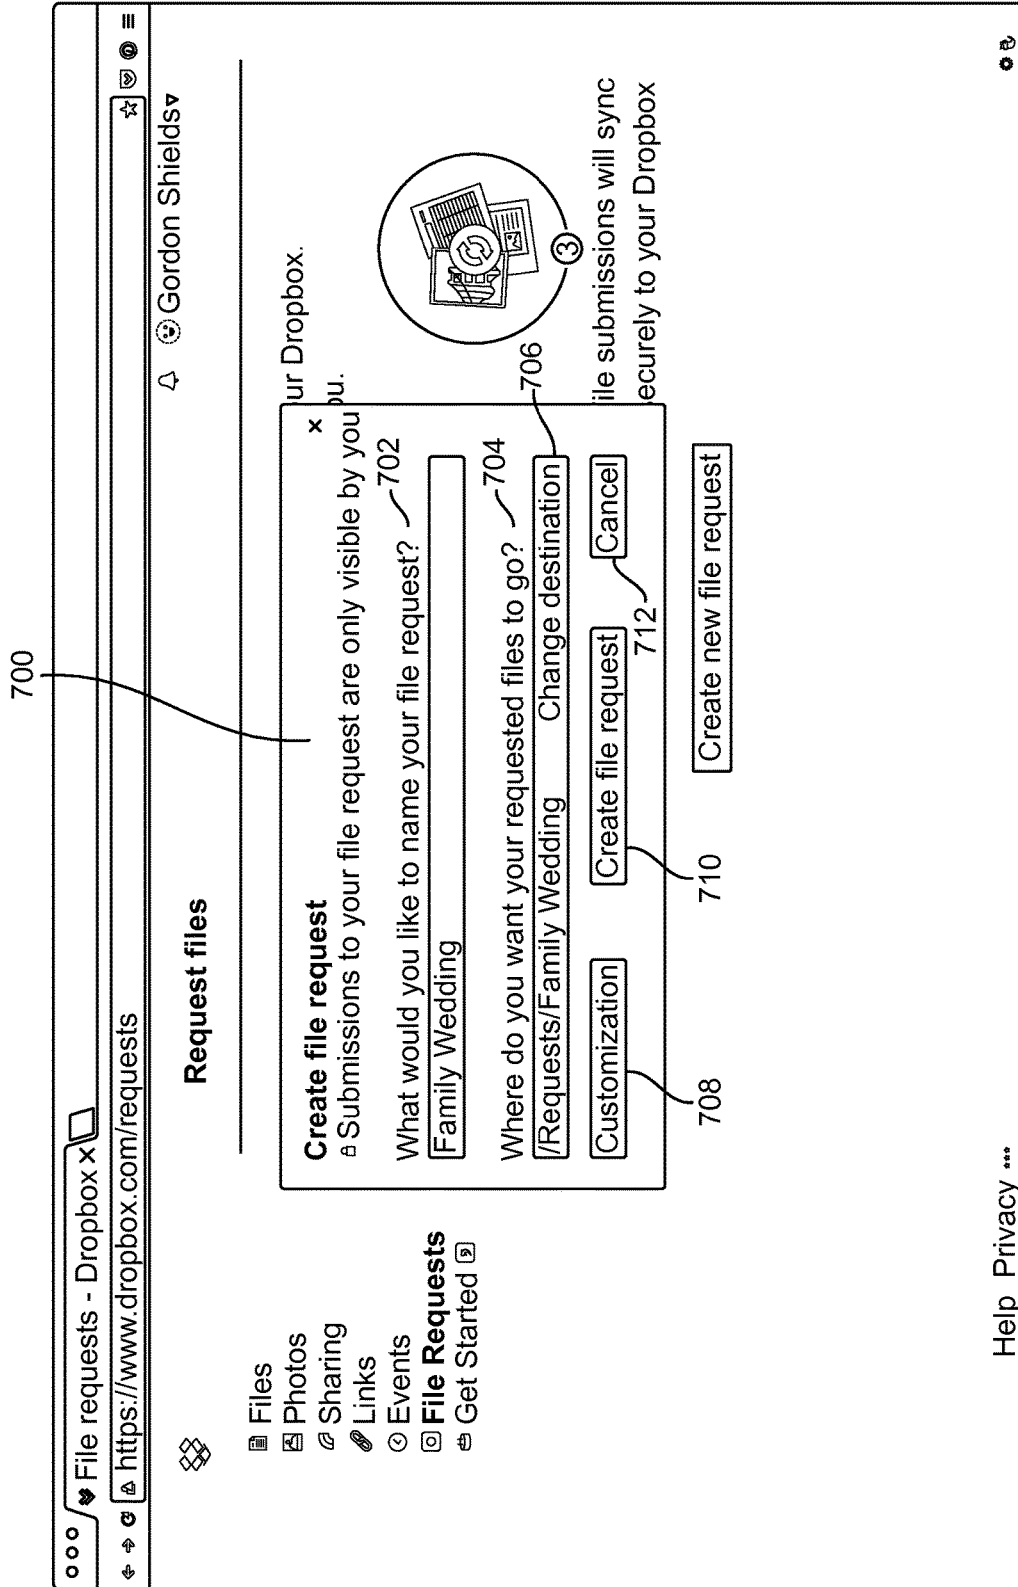 700
File requests - Dropbox ×
https://www.dropbox.com/requests
Gordon Shields
Request files
Files
Photos
Sharing
Links
Events
File Requests
Get Started
ur Dropbox.
ou.
Create file request ×
Submissions to your file request are only visible by you
What would you like to name your file request? 702
Family Wedding
Where do you want your requested files to go? 704
/Requests/Family Wedding Change destination 706
Customization Create file request Cancel
708 710 712
3
ile submissions will sync
ecurely to your Dropbox
Create new file request
Help Privacy •••